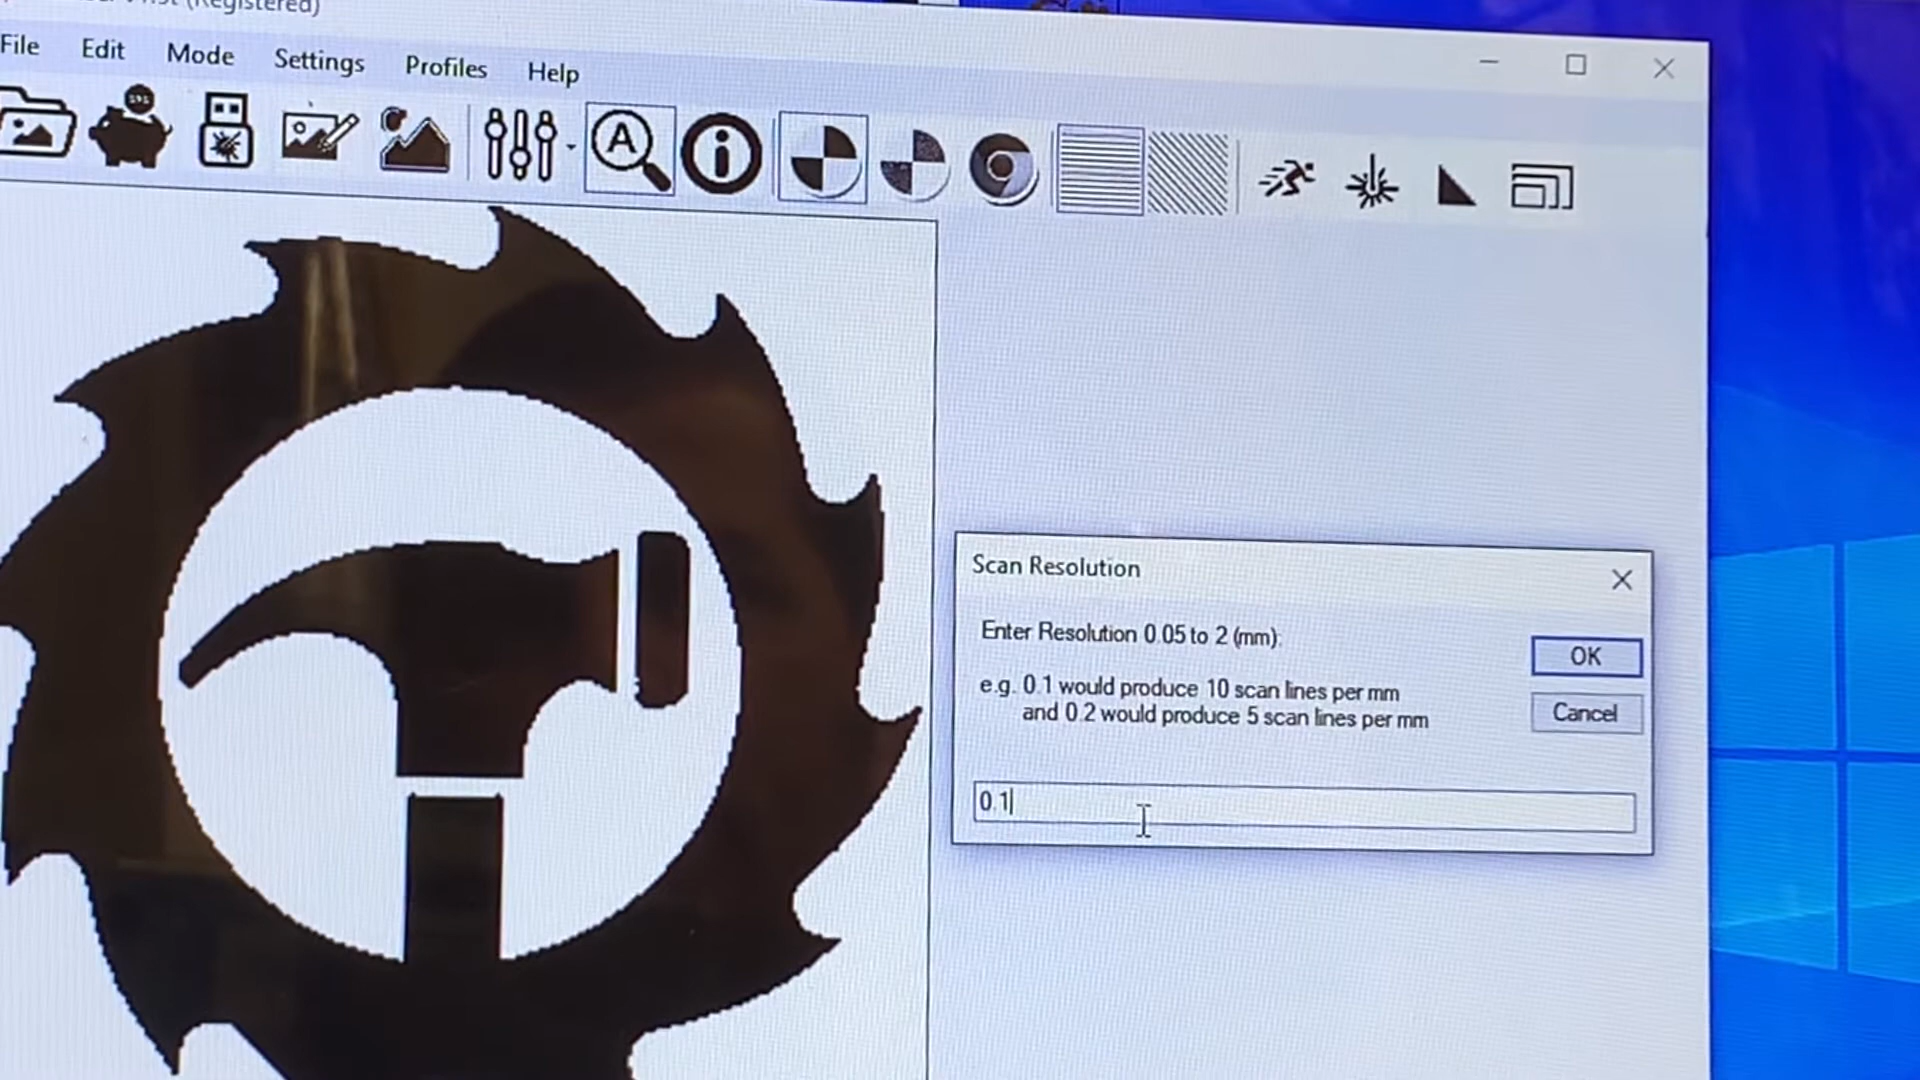 (Registered)
File Edit Mode Settings Profiles Help
A
Scan Resolution
Enter Resolution 0.05 to 2 (mm):
e.g. 0.1 would produce 10 scan lines per mm
and 0.2 would produce 5 scan lines per mm
OK
Cancel
0.1